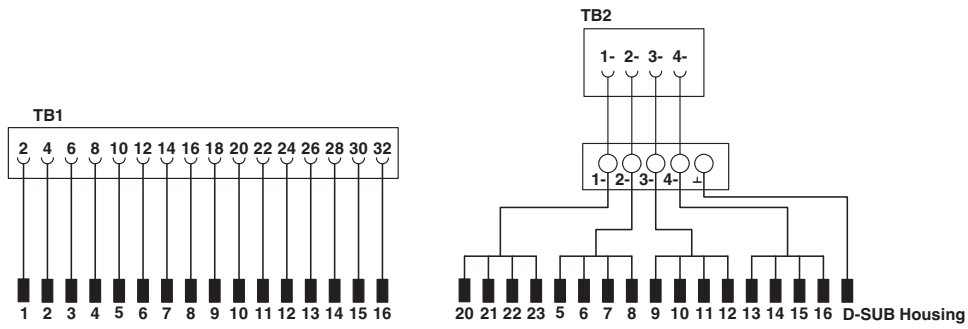 TB2
1- 2- 3- 4-
TB1
2 4 6 8 10 12 14 16 18 20 22 24 26 28 30 32
1- 2- 3- 4- ⊥
1 2 3 4 5 6 7 8 9 10 11 12 13 14 15 16
20 21 22 23 5 6 7 8 9 10 11 12 13 14 15 16 D-SUB Housing